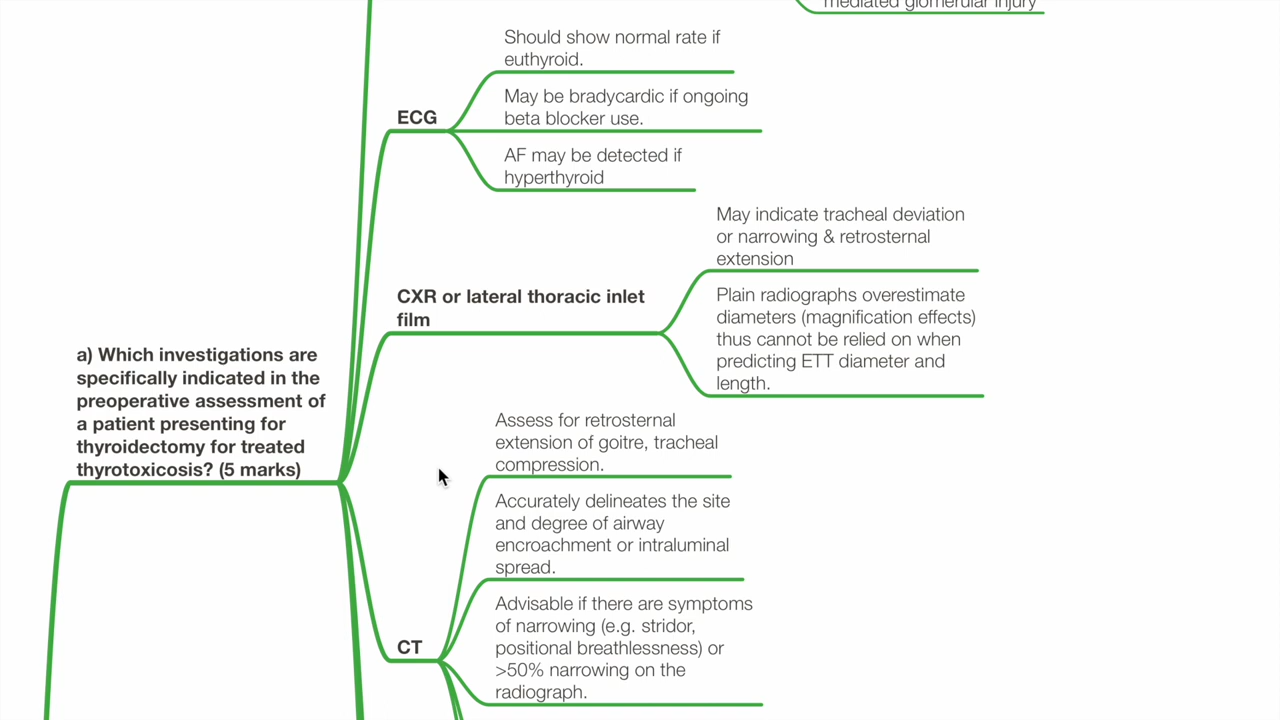 mediated glomerular injury
Should show normal rate if
euthyroid.
May be bradycardic if ongoing
beta blocker use.
ECG
AF may be detected if
hyperthyroid
May indicate tracheal deviation
or narrowing & retrosternal
extension
CXR or lateral thoracic inlet
film
Plain radiographs overestimate
diameters (magnification effects)
thus cannot be relied on when
predicting ETT diameter and
length.
a) Which investigations are
specifically indicated in the
preoperative assessment of
a patient presenting for
thyroidectomy for treated
thyrotoxicosis? (5 marks)
Assess for retrosternal
extension of goitre, tracheal
compression.
Accurately delineates the site
and degree of airway
encroachment or intraluminal
spread.
CT
Advisable if there are symptoms
of narrowing (e.g. stridor,
positional breathlessness) or
>50% narrowing on the
radiograph.